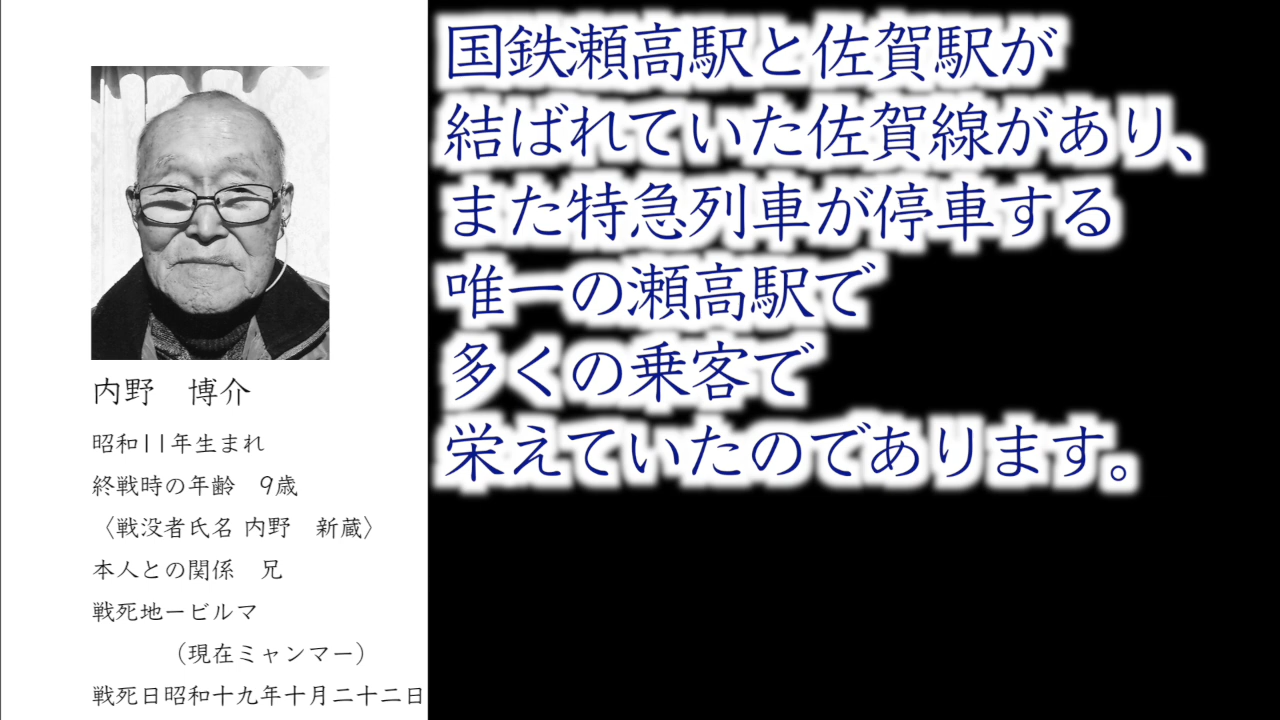 内野　博介
昭和11年生まれ
終戦時の年齢　9歳
〈戦没者氏名 内野　新蔵〉
本人との関係　兄
戦死地ービルマ
（現在ミャンマー）
戦死日昭和十九年十月二十二日
国鉄瀬高駅と佐賀駅が
結ばれていた佐賀線があり、
また特急列車が停車する
唯一の瀬高駅で
多くの乗客で
栄えていたのであります。